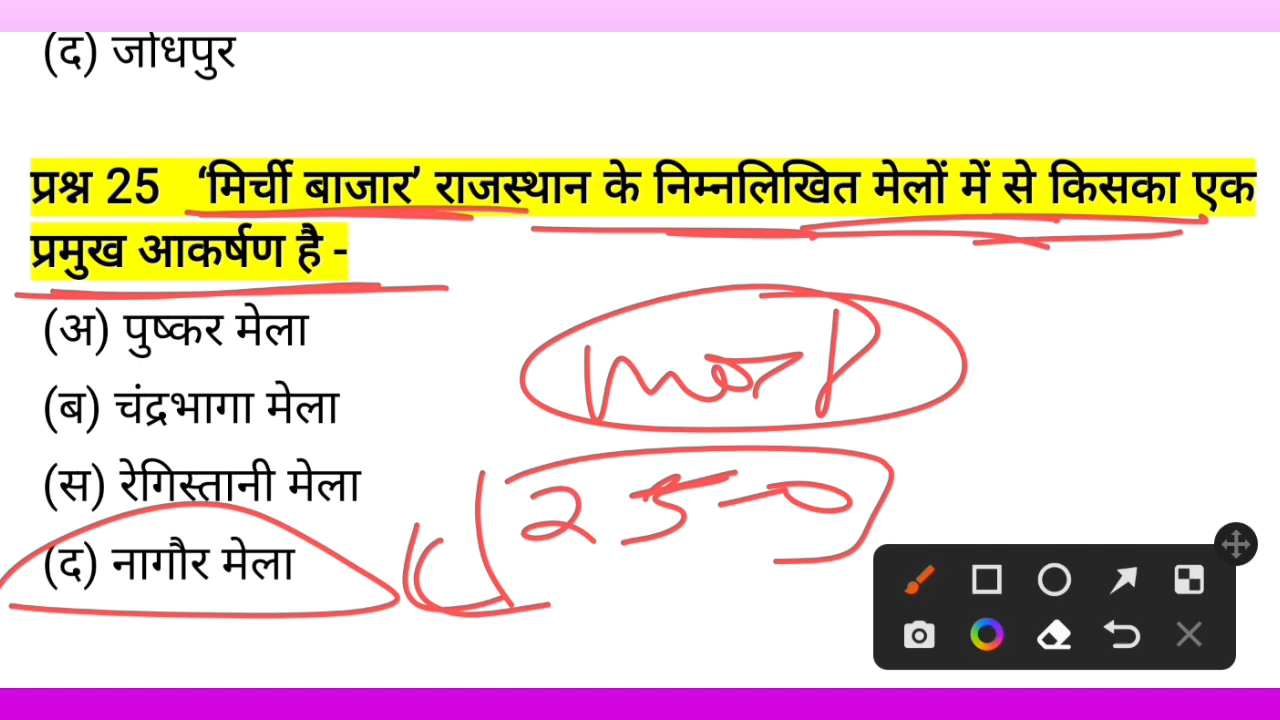 (द) जोधपुर
प्रश्न 25 ‘मिर्ची बाजार’ राजस्थान के निम्नलिखित मेलों में से किसका एक
प्रमुख आकर्षण है -
(अ) पुष्कर मेला
(ब) चंद्रभागा मेला
(स) रेगिस्तानी मेला
(द) नागौर मेला